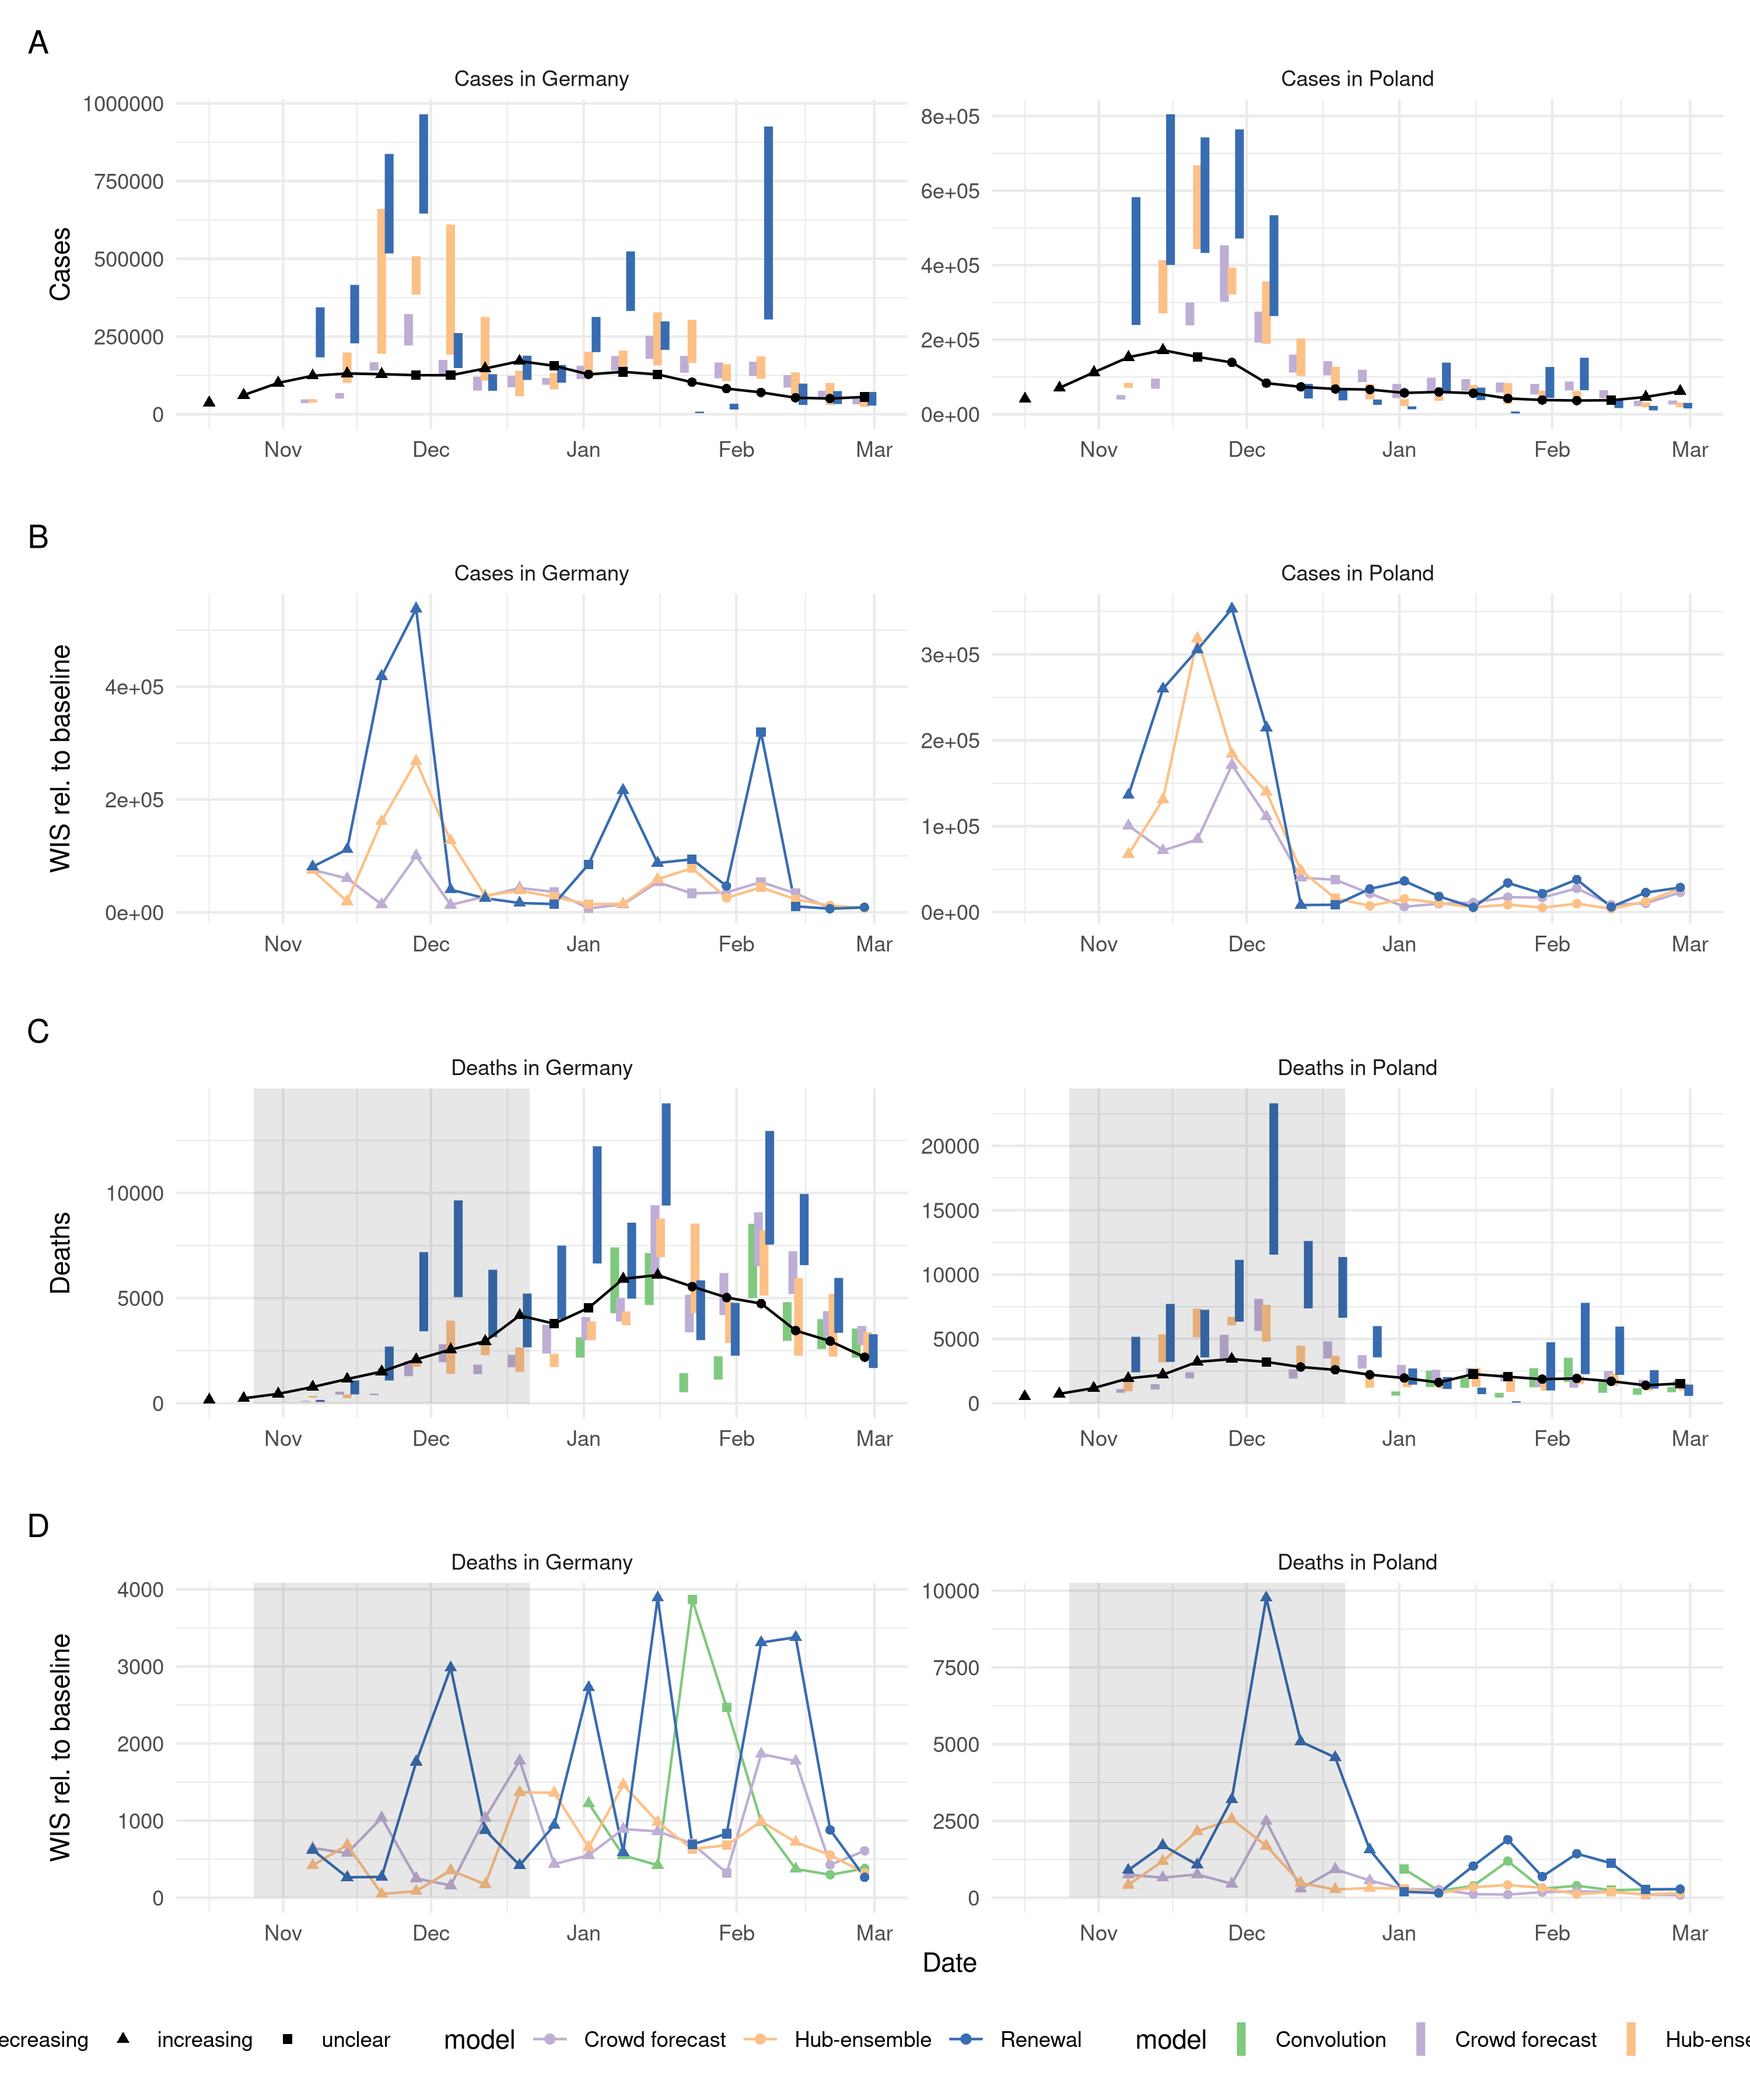 A
Cases in Germany
Cases in Poland
Cases
1000000
750000
500000
250000
0
8e+05
6e+05
4e+05
2e+05
0e+00
Nov Dec Jan Feb Mar
Nov Dec Jan Feb Mar
B
Cases in Germany
Cases in Poland
WIS rel. to baseline
4e+05
2e+05
0e+00
3e+05
2e+05
1e+05
0e+00
Nov Dec Jan Feb Mar
Nov Dec Jan Feb Mar
C
Deaths in Germany
Deaths in Poland
Deaths
10000
5000
0
20000
15000
10000
5000
0
Nov Dec Jan Feb Mar
Nov Dec Jan Feb Mar
D
Deaths in Germany
Deaths in Poland
WIS rel. to baseline
4000
3000
2000
1000
0
10000
7500
5000
2500
0
Nov Dec Jan Feb Mar
Nov Dec Jan Feb Mar
Date
ecreasing increasing unclear model Crowd forecast Hub-ensemble Renewal model Convolution Crowd forecast Hub-ense